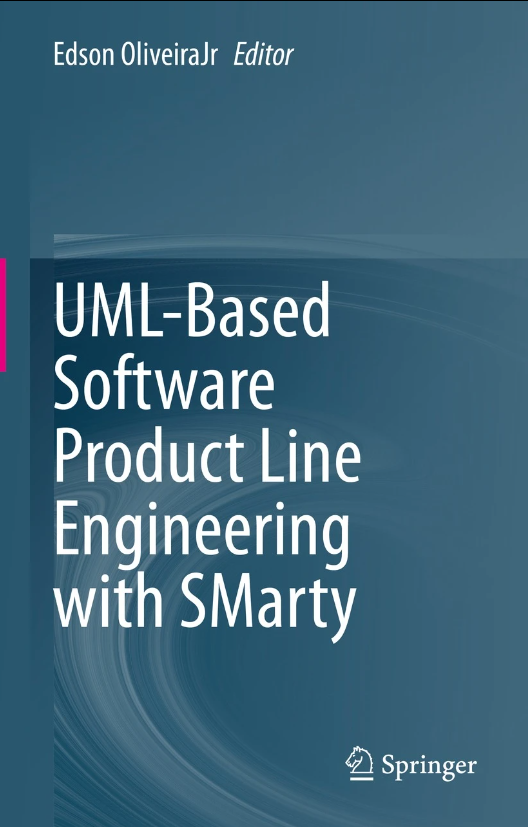 Edson OliveiraJr Editor
UML-Based
Software
Product Line
Engineering
with SMarty
Springer